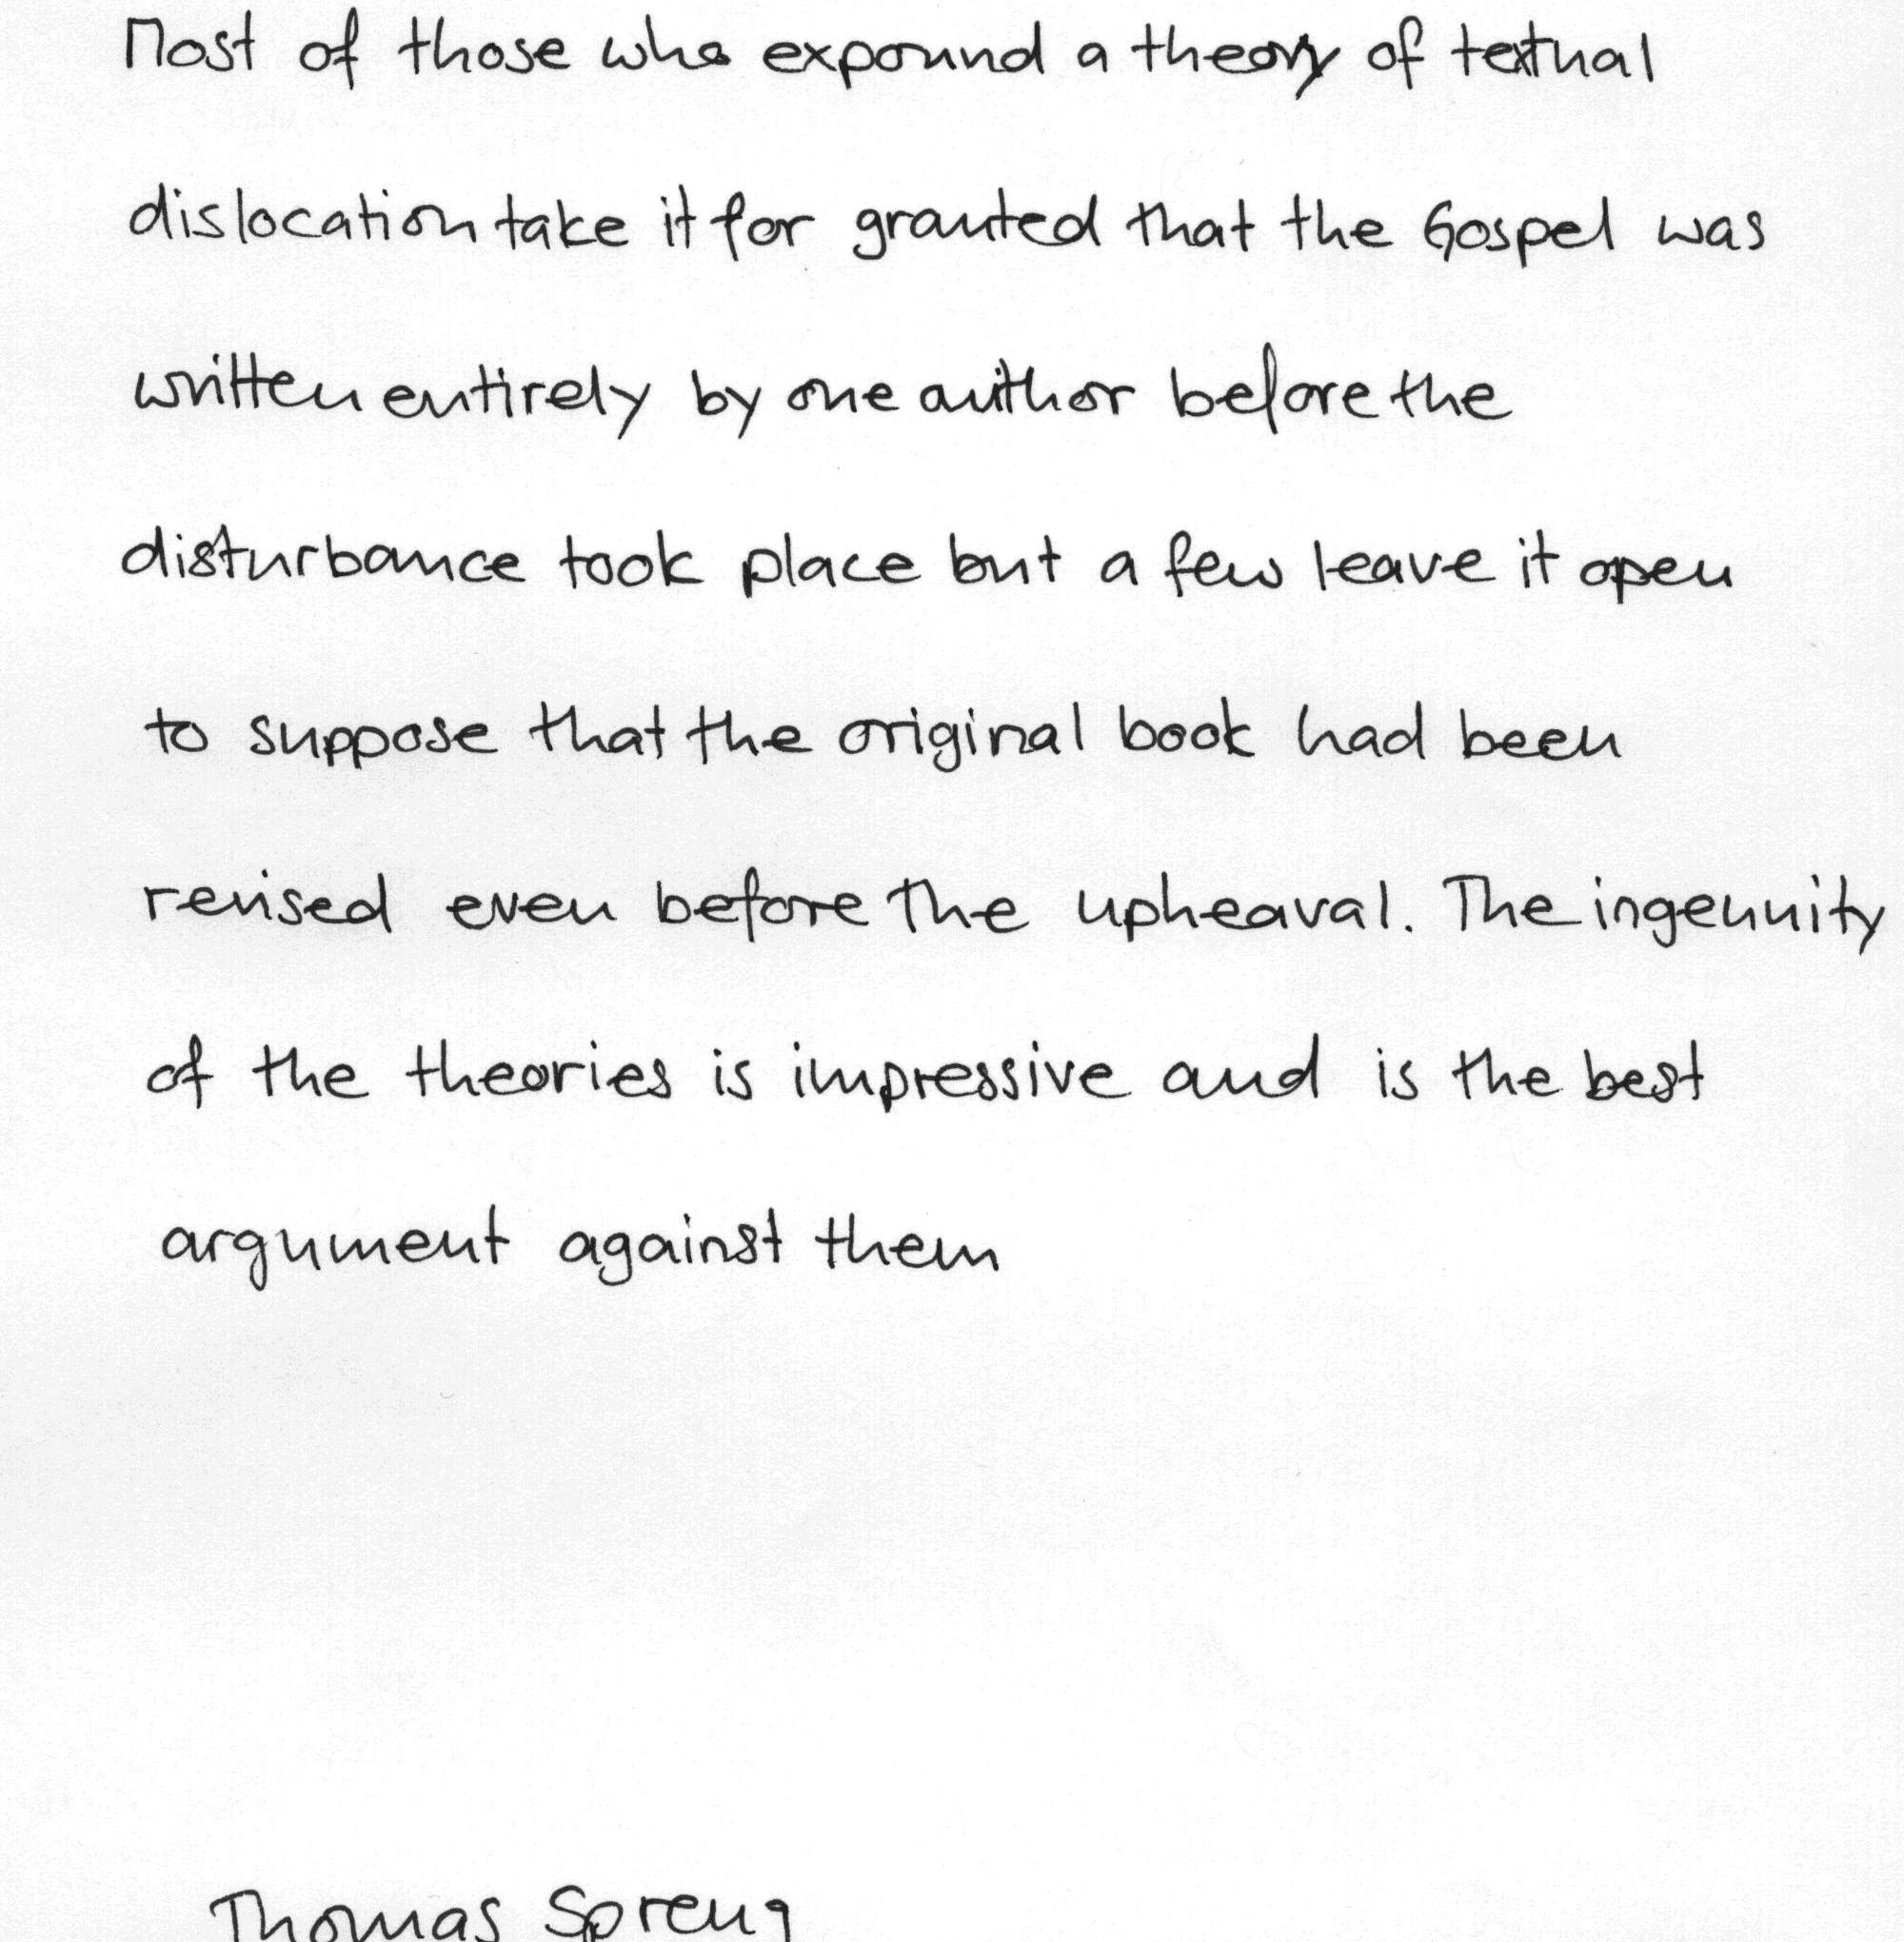 Most of those who expound a theory of textual
dislocation take it for granted that the Gospel was
written entirely by one author before the
disturbance took place but a few leave it open
to suppose that the original book had been
revised even before the upheaval. The ingenuity
of the theories is impressive and is the best
argument against them
Thomas Spreng